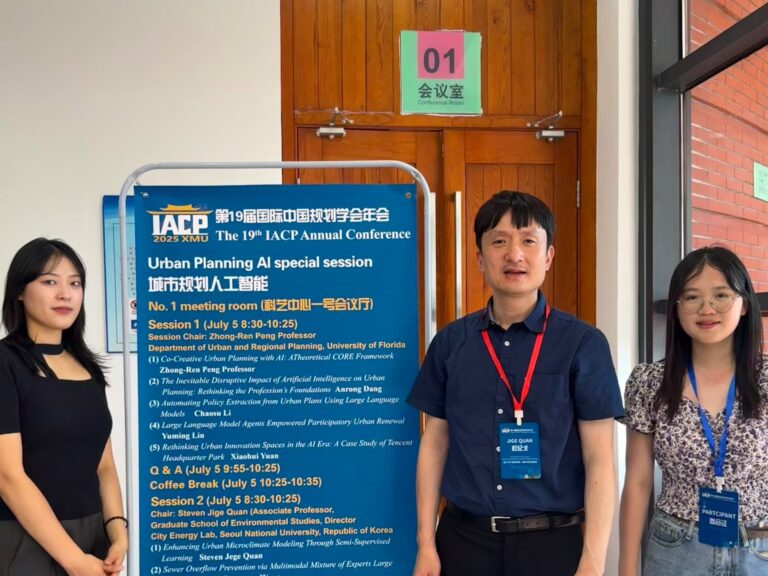 01
会议室
Conference Room
IACP
2025 XMU
第19届国际中国规划学会年会
The 19th IACP Annual Conference
Urban Planning AI special session
城市规划人工智能
No. 1 meeting room (科艺中心一号会议厅)
Session 1 (July 5 8:30-10:25)
Session Chair: Zhong-Ren Peng Professor
Department of Urban and Regional Planning, University of Florida
(1) Co-Creative Urban Planning with AI: ATheoretical CORE Framework
Zhong-Ren Peng Professor
(2) The Inevitable Disruptive Impact of Artificial Intelligence on Urban
Planning: Rethinking the Profession's Foundations Anrong Dang
(3) Automating Policy Extraction from Urban Plans Using Large Language
Models Chaosu Li
(4) Large Language Model Agents Empowered Participatory Urban Renewal
Yuming Lin
(5) Rethinking Urban Innovation Spaces in the AI Era: A Case Study of Tencent
Headquarter Park Xiaohui Yuan
Q & A (July 5 9:55-10:25)
Coffee Break (July 5 10:25-10:35)
Session 2 (July 5 8:30-10:25)
Chair: Steven Jige Quan (Associate Professor,
Graduate School of Environmental Studies, Director
City Energy Lab, Seoul National University, Republic of Korea
(1) Enhancing Urban Microclimate Modeling Through Semi-Supervised
Learning Steven Jege Quan
(2) Sewer Overflow Prevention via Multimodal Mixture of Experts Large
JIGE QUAN
IACP
PARTCIPANT
参会证